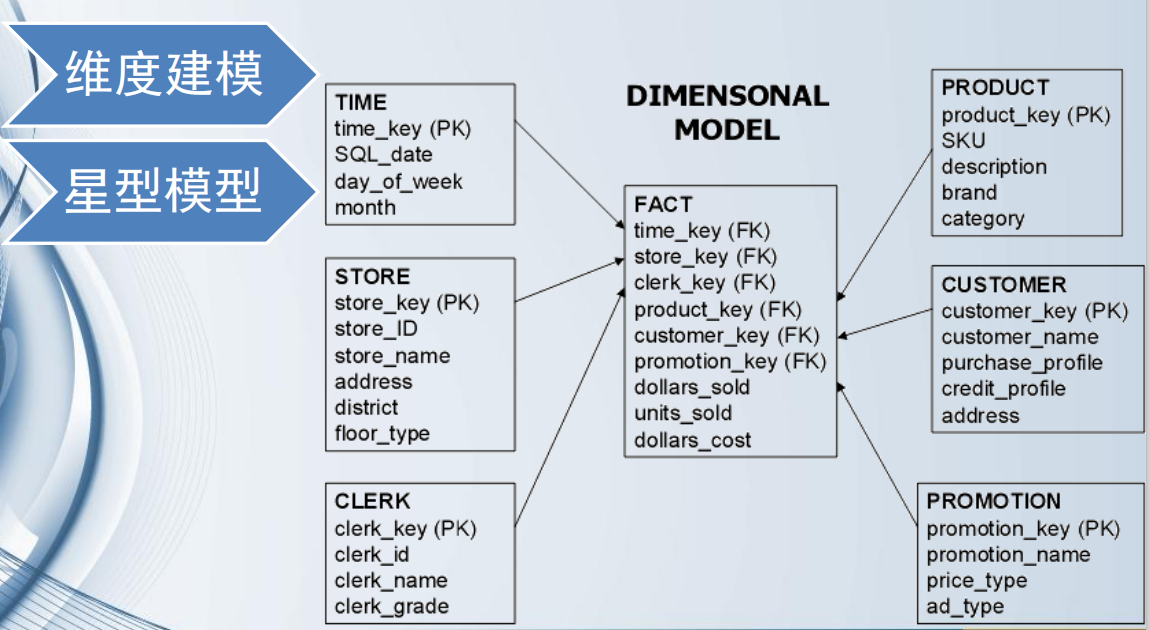 维度建模
星型模型
DIMENSONAL
MODEL
TIME
time_key (PK)
SQL_date
day_of_week
month
STORE
store_key (PK)
store_ID
store_name
address
district
floor_type
CLERK
clerk_key (PK)
clerk_id
clerk_name
clerk_grade
FACT
time_key (FK)
store_key (FK)
clerk_key (FK)
product_key (FK)
customer_key (FK)
promotion_key (FK)
dollars_sold
units_sold
dollars_cost
PRODUCT
product_key (PK)
SKU
description
brand
category
CUSTOMER
customer_key (PK)
customer_name
purchase_profile
credit_profile
address
PROMOTION
promotion_key (PK)
promotion_name
price_type
ad_type